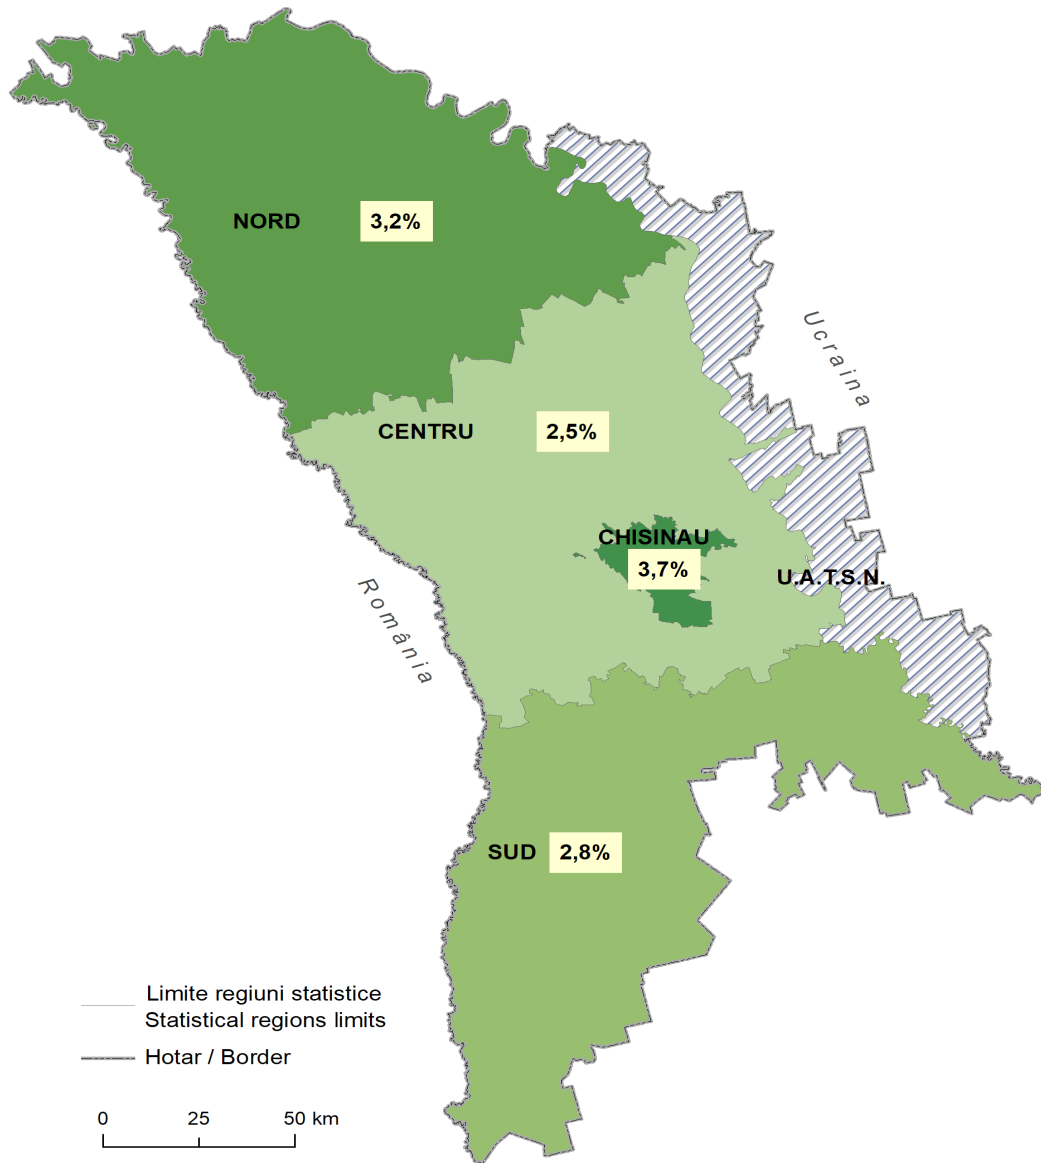 NORD
3,2%
Ucraina
CENTRU
2,5%
CHISINAU
3,7%
U.A.T.S.N.
România
SUD
2,8%
Limite regiuni statistice
Statistical regions limits
Hotar / Border
0 25 50 km